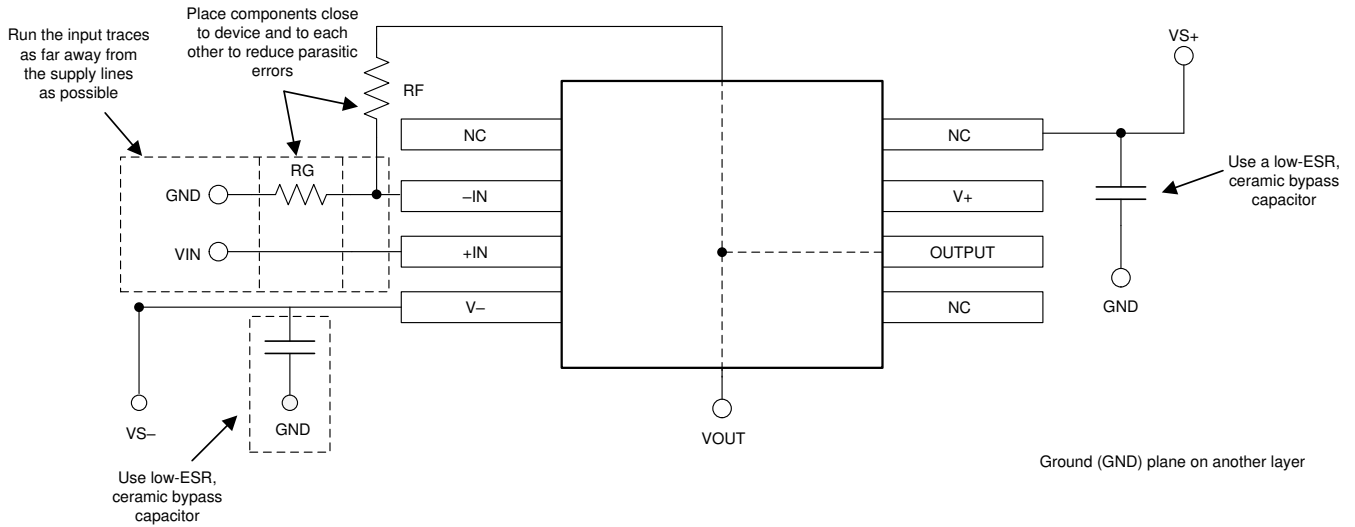 Place components close
to device and to each
other to reduce parasitic
errors
Run the input traces
as far away from
the supply lines
as possible
VS+
RF
NC
NC
Use a low-ESR,
ceramic bypass
capacitor
RG
GND
–IN
V+
VIN
+IN
OUTPUT
GND
V–
NC
VS–
GND
VOUT
Use low-ESR,
ceramic bypass
capacitor
Ground (GND) plane on another layer